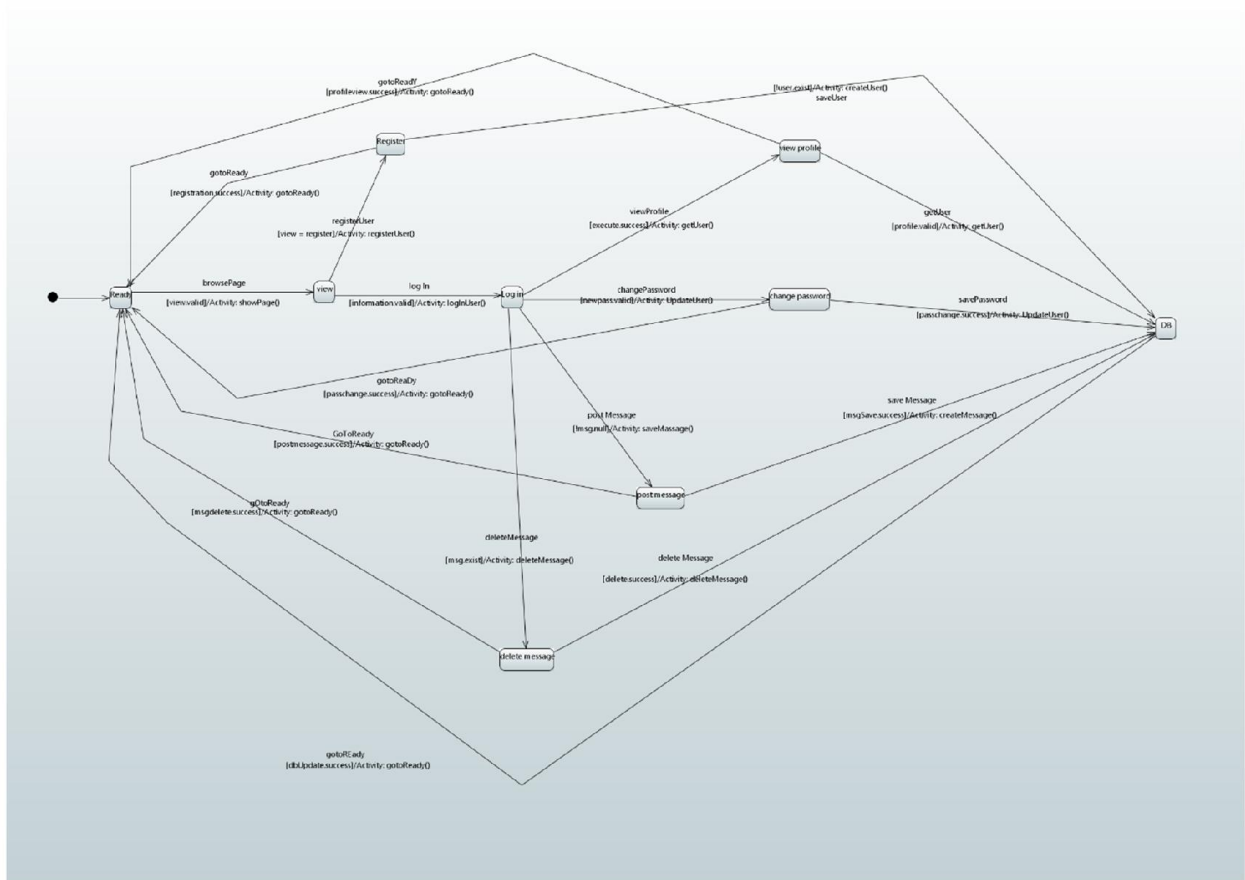 gotoReadY
[profileview.success]/Activity: gotoReady()
[!user.exist]/Activity: createUser()
saveUser
Register
view profile
gotoReady
[registration.success]/Activity: gotoReady()
registerUser
[view = register]/Activity: registerUser()
viewProfile
[execute.success]/Activity: getUser()
getUser
[profile.valid]/Activity: getUser()
Ready
browsePage
[view.valid]/Activity: showPage()
view
log In
[information.valid]/Activity: logInUser()
Log in
changePassword
[newpass.valid]/Activity: UpdateUser()
change password
savePassword
[passchange.success]/Activity: UpdateUser()
DB
gotoReaDy
[passchange.success]/Activity: gotoReady()
GoToReady
[postmessage.success]/Activity: gotoReady()
post Message
[!msg.null]/Activity: saveMassage()
save Message
[msgSave.success]/Activity: createMessage()
post message
gOtoReady
[msgdelete.success]/Activity: gotoReady()
deleteMessage
[msg.exist]/Activity: deleteMessage()
delete Message
[delete.success]/Activity: deleteMessage()
delete message
gotoREady
[dbUpdate.success]/Activity: gotoReady()